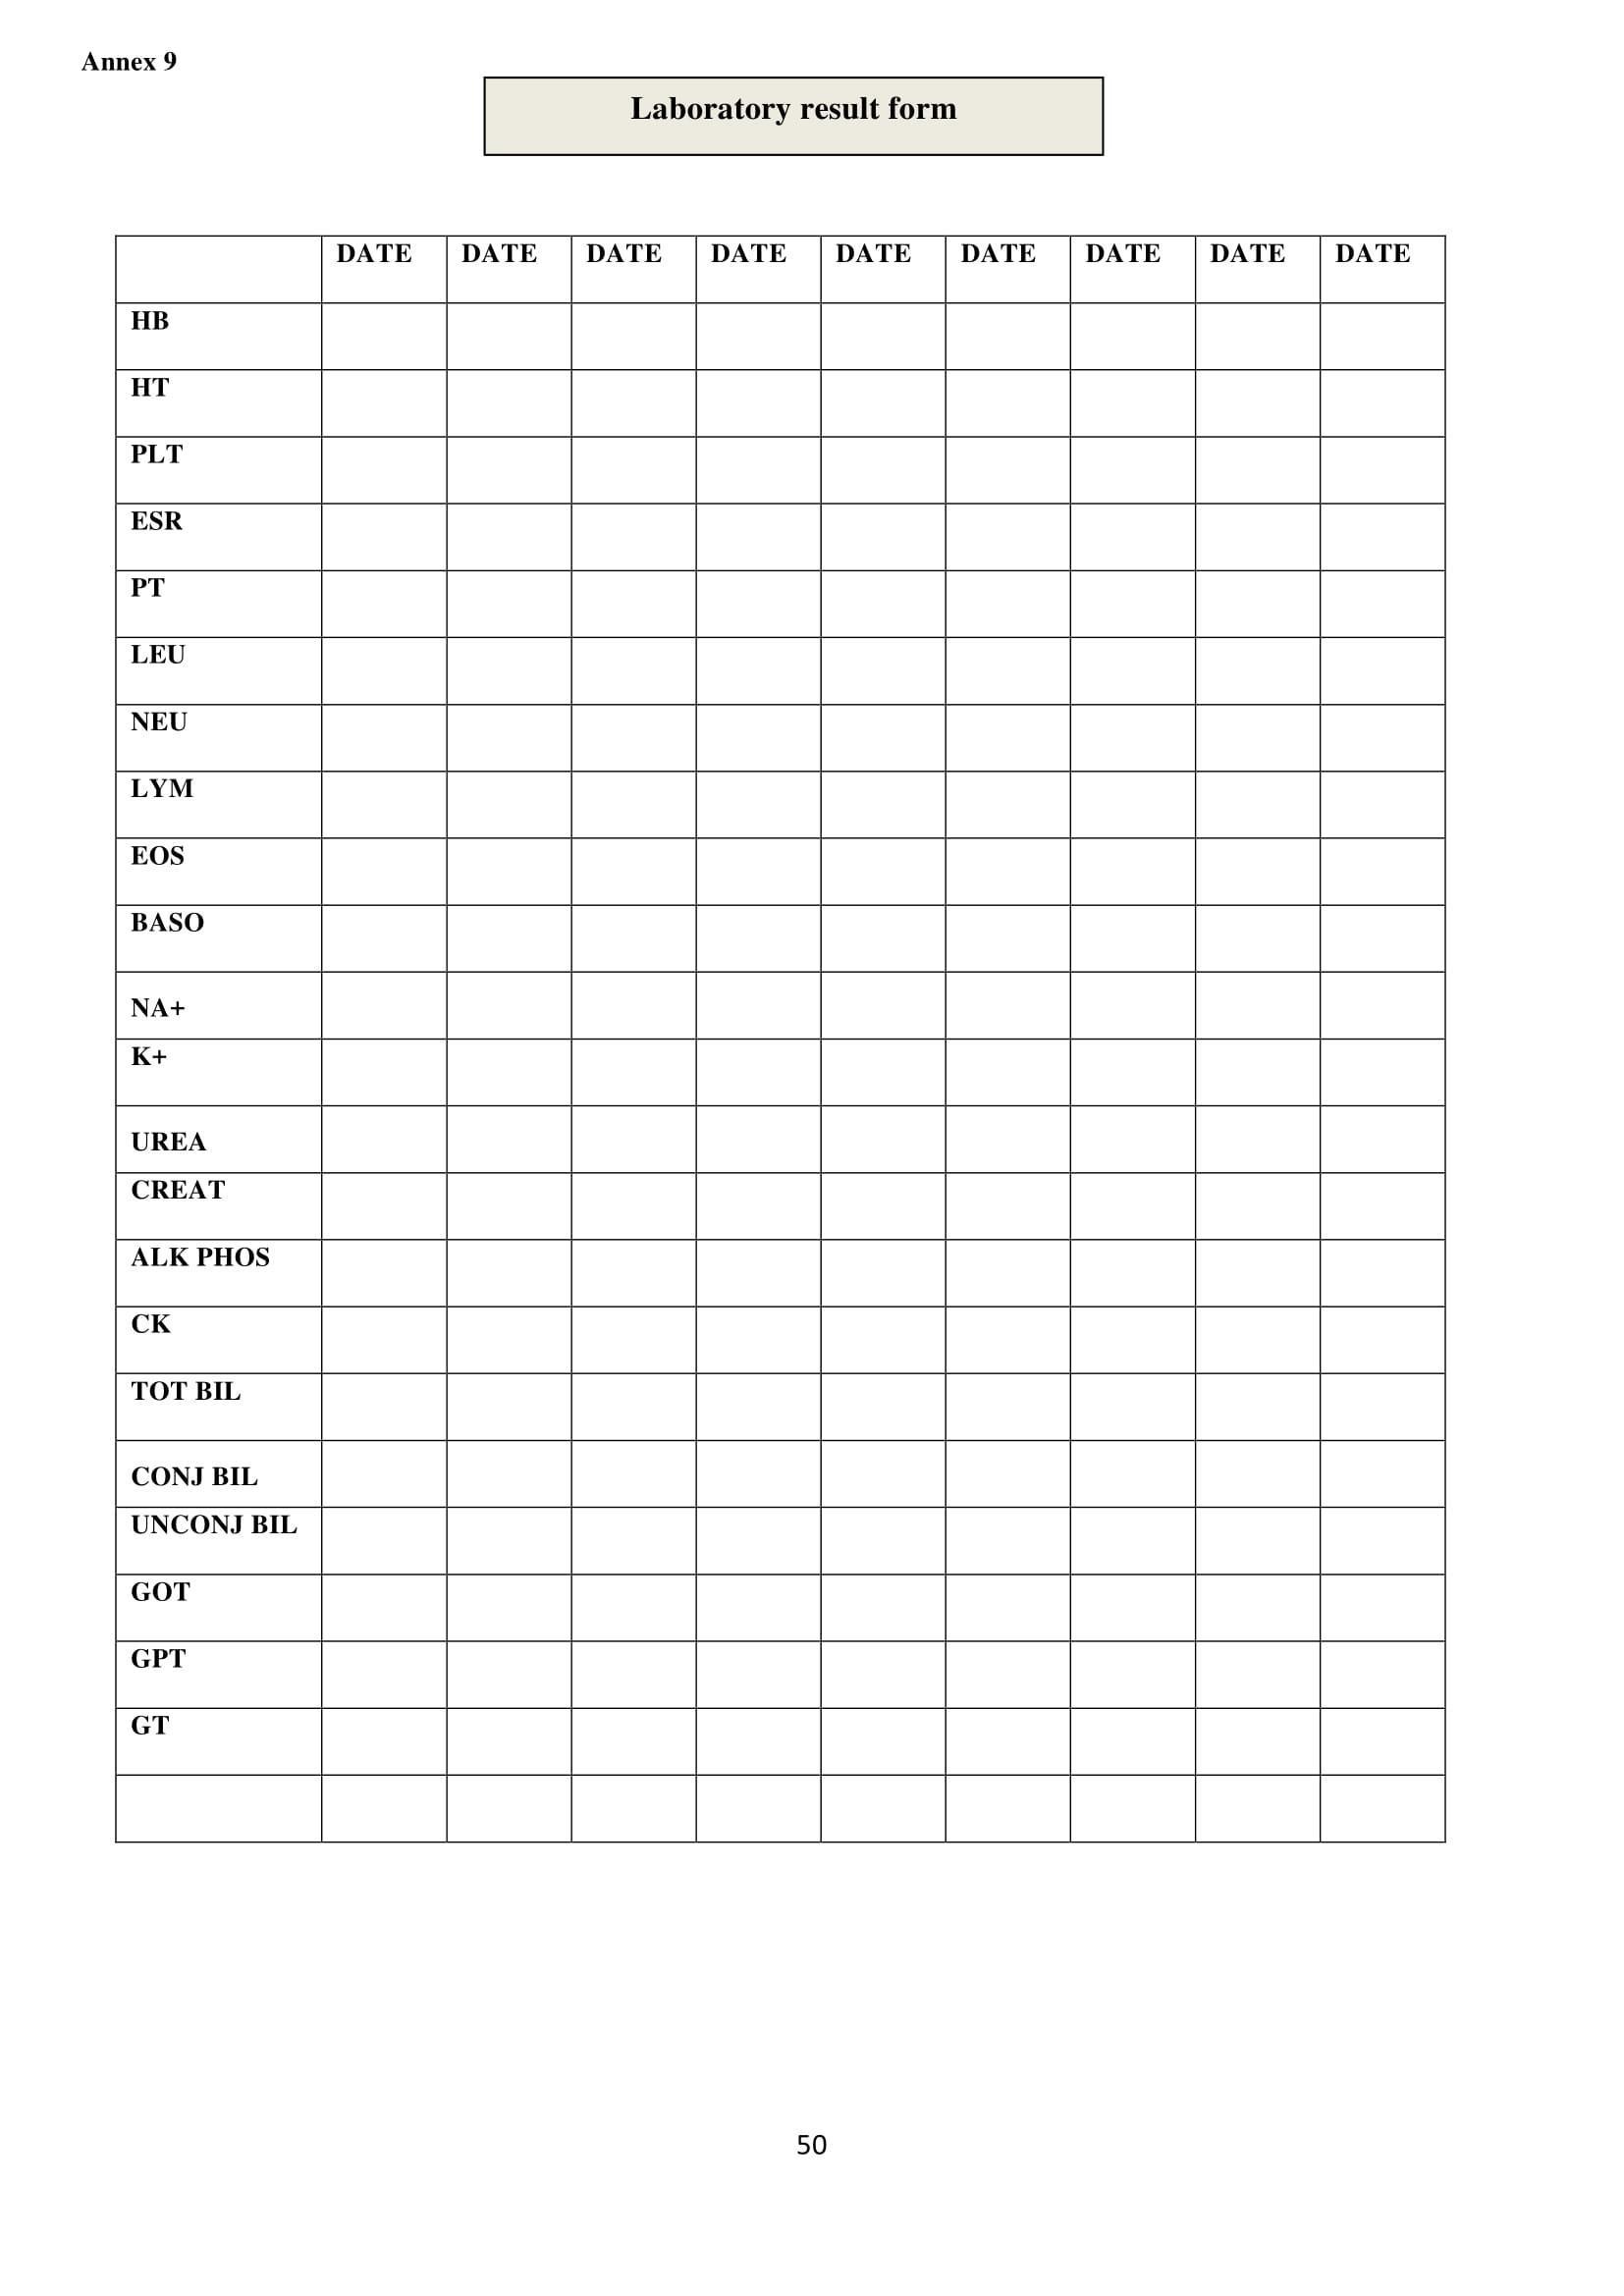 Annex 9
Laboratory result form
DATE DATE DATE DATE DATE DATE DATE DATE DATE
HB
HT
PLT
ESR
PT
LEU
NEU
LYM
EOS
BASO
NA+
K+
UREA
CREAT
ALK PHOS
CK
TOT BIL
CONJ BIL
UNCONJ BIL
GOT
GPT
GT
50